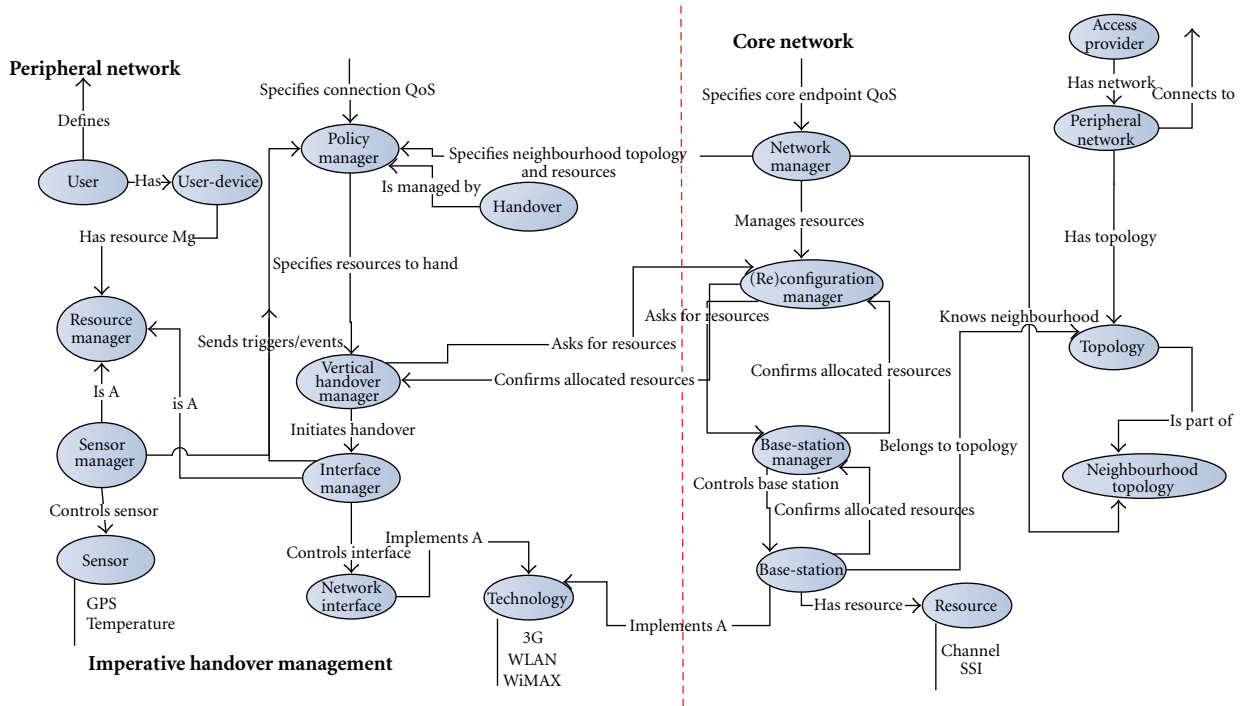 Peripheral network
Defines
User
Has
User-device
Has resource Mg
Resource
manager
Is A
is A
Sensor
manager
Controls sensor
Sensor
GPS
Temperature
Imperative handover management
Specifies connection QoS
Policy
manager
Specifies neighbourhood topology
and resources
Is managed by
Handover
Specifies resources to hand
Sends triggers/events
Vertical
handover
manager
Asks for resources
Confirms allocated resources
Initiates handover
Interface
manager
Controls interface
Implements A
Network
interface
Technology
3G
WLAN
WiMAX
Implements A
Core network
Specifies core endpoint QoS
Network
manager
Manages resources
(Re)configuration
manager
Asks for resources
Confirms allocated resources
Base-station
manager
Controls base station
Confirms allocated resources
Base-station
Has resource
Resource
Channel
SSI
Belongs to topology
Knows neighbourhood
Access
provider
Has network
Connects to
Peripheral
network
Has topology
Topology
Is part of
Neighbourhood
topology